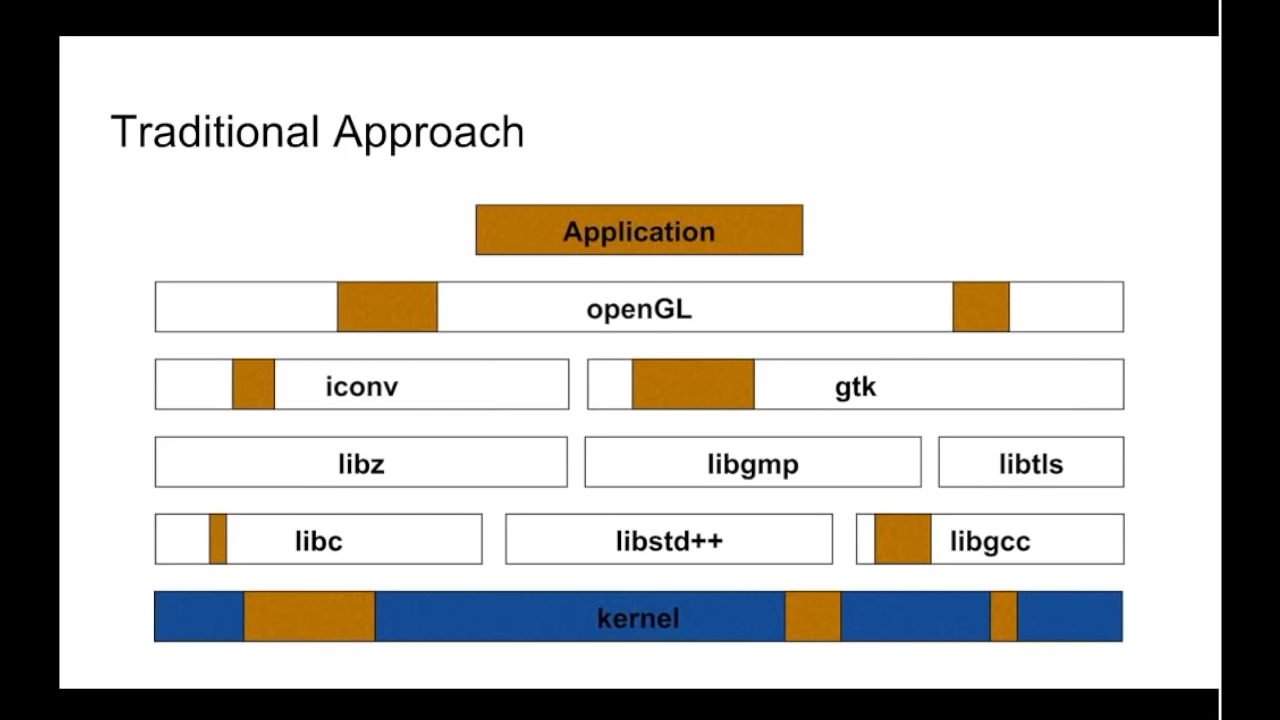 Traditional Approach
Application
openGL
iconv
gtk
libz
libgmp
libtls
libc
libstd++
libgcc
kernel